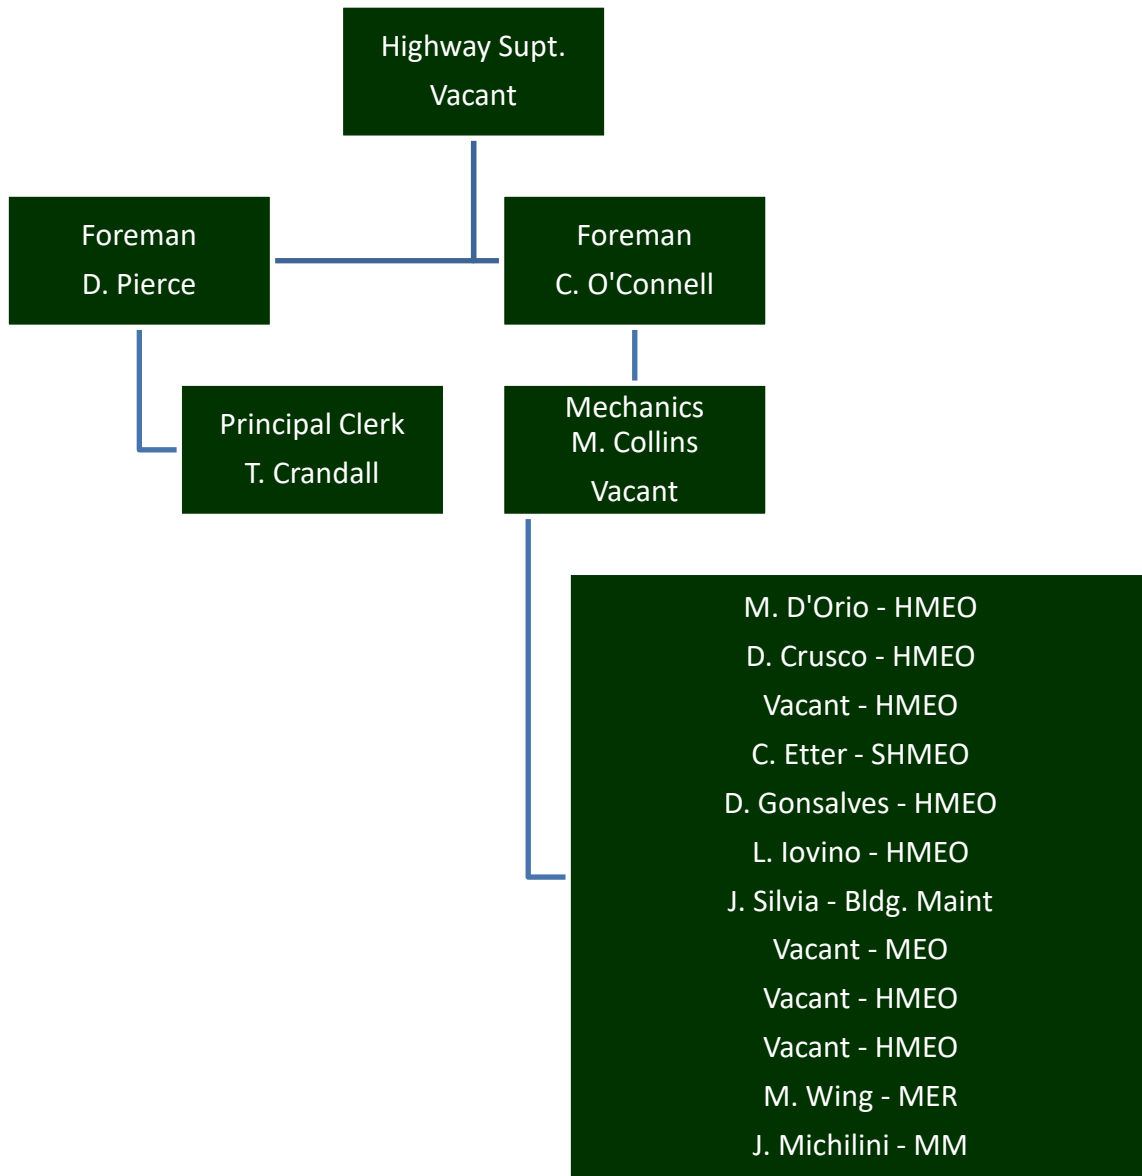 Highway Supt.
Vacant
Foreman
D. Pierce
Foreman
C. O'Connell
Principal Clerk
T. Crandall
Mechanics
M. Collins
Vacant
M. D'Orio - HMEO
D. Crusco - HMEO
Vacant - HMEO
C. Etter - SHMEO
D. Gonsalves - HMEO
L. Iovino - HMEO
J. Silvia - Bldg. Maint
Vacant - MEO
Vacant - HMEO
Vacant - HMEO
M. Wing - MER
J. Michilini - MM